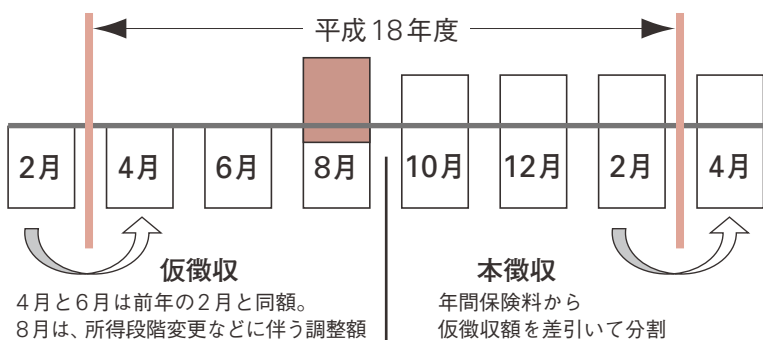 平成18年度
2月 4月 6月 8月 10月 12月 2月 4月
仮徴収
4月と6月は前年の2月と同額。
8月は、所得段階変更などに伴う調整額
本徴収
年間保険料から
仮徴収額を差引いて分割